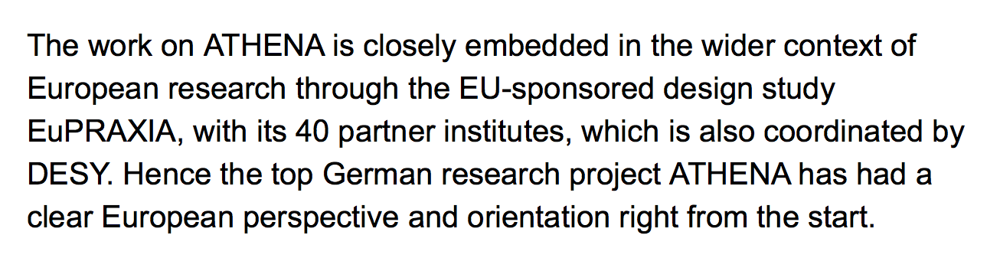 The work on ATHENA is closely embedded in the wider context of
European research through the EU-sponsored design study
EuPRAXIA, with its 40 partner institutes, which is also coordinated by
DESY. Hence the top German research project ATHENA has had a
clear European perspective and orientation right from the start.